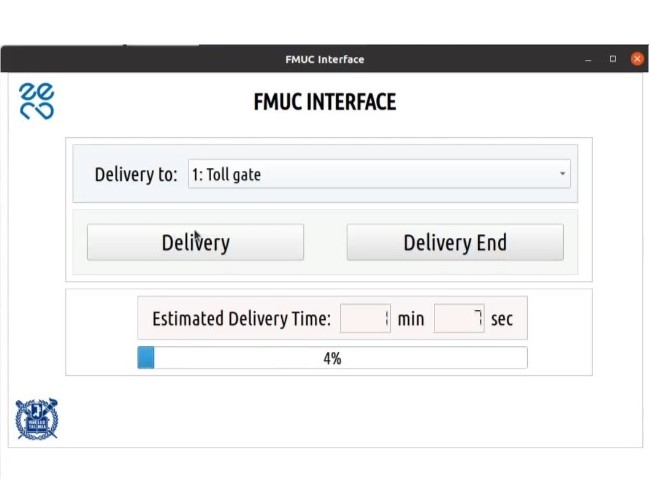 FMUC Interface
FMUC INTERFACE
Delivery to: 1: Toll gate
Delivery Delivery End
Estimated Delivery Time: 1 min 7 sec
4%